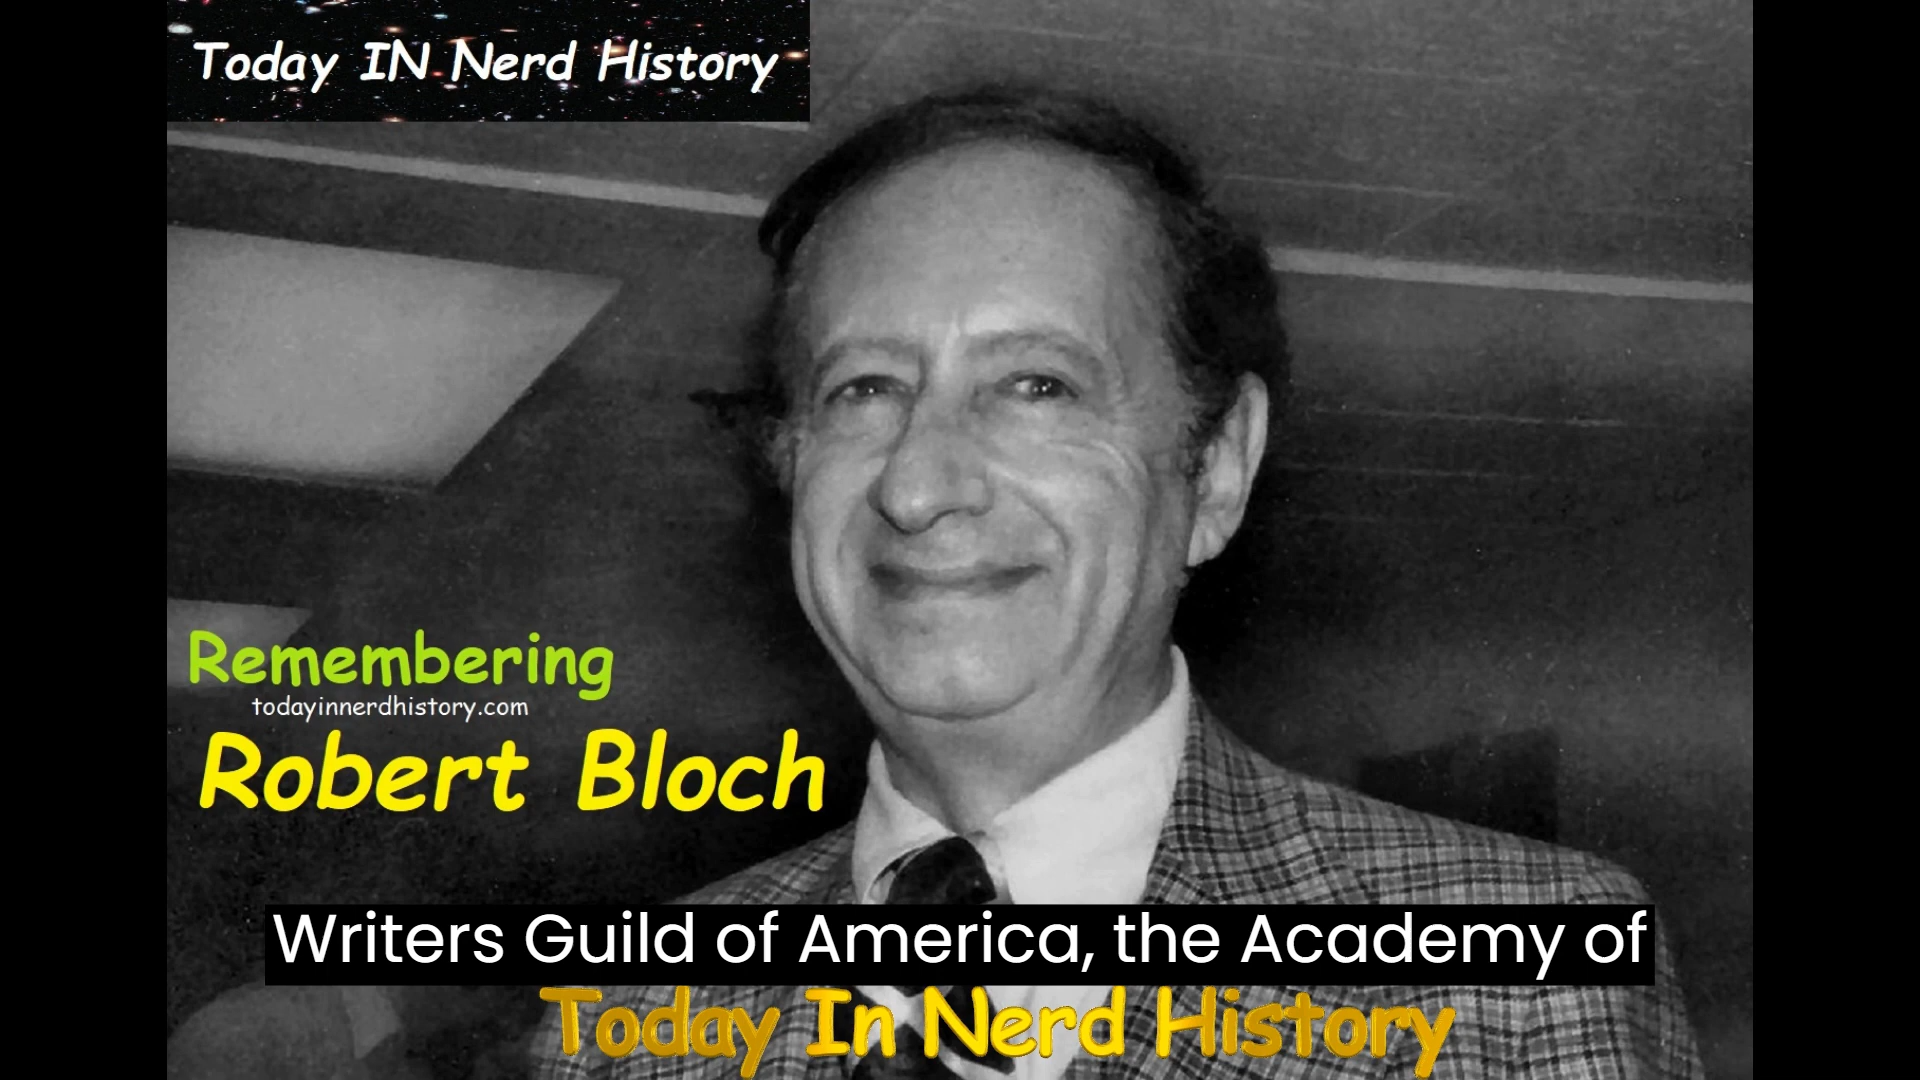 Today IN Nerd History
Remembering
todayinnerdhistory.com
Robert Bloch
Writers Guild of America, the Academy of
Today In Nerd History